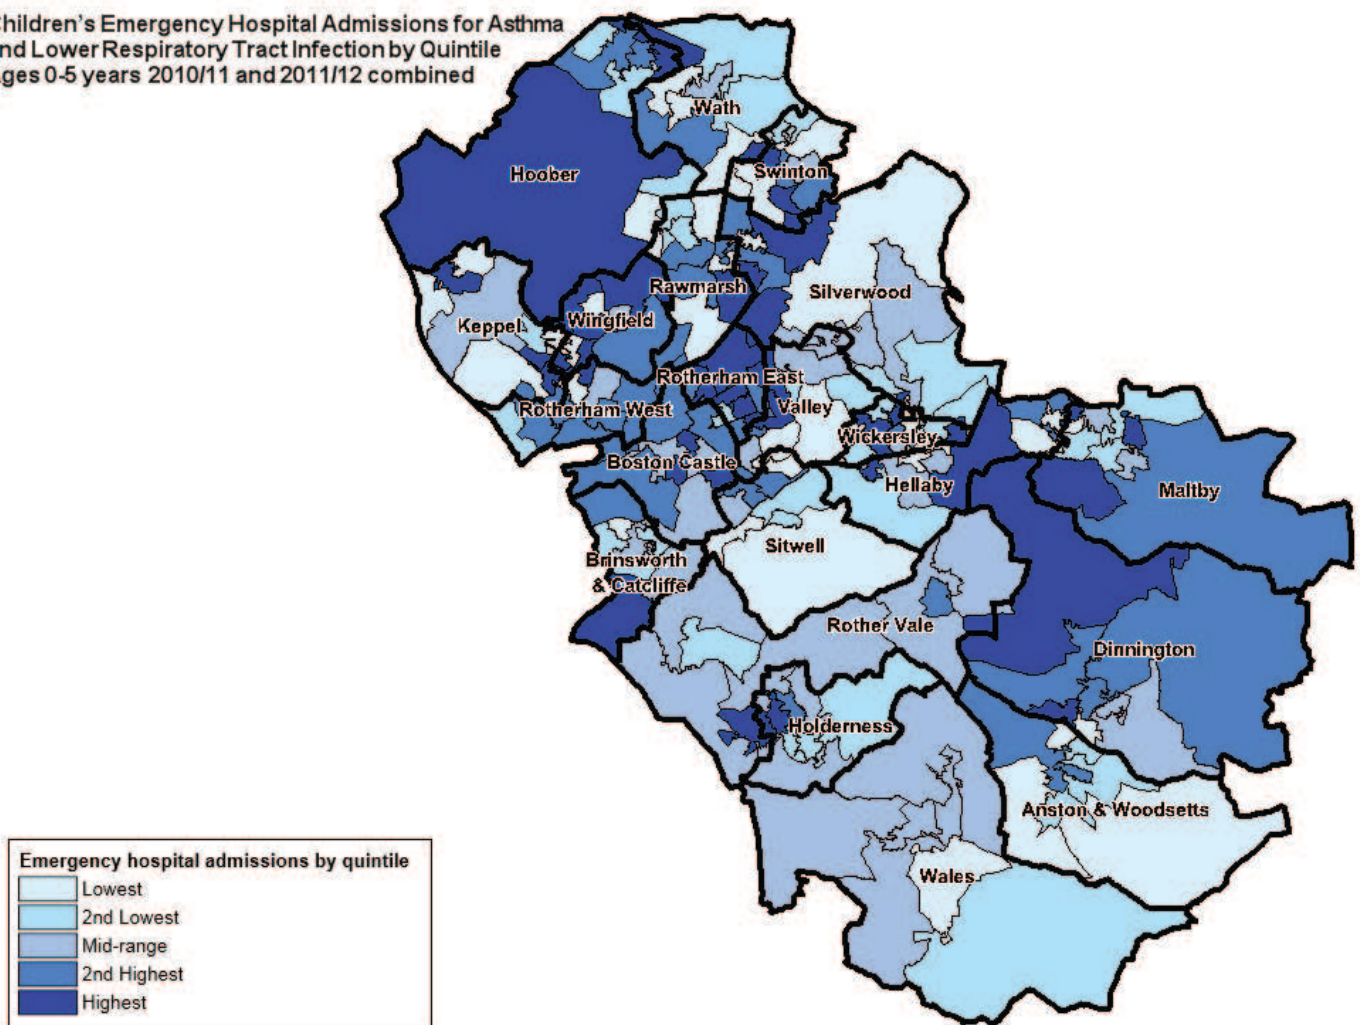 hildren's Emergency Hospital Admissions for Asthma
nd Lower Respiratory Tract Infection by Quintile
ges 0-5 years 2010/11 and 2011/12 combined
Wath
Swinton
Hoober
Rawmarsh
Silverwood
Keppel
Wingfield
Rotherham East
Rotherham West
Valley
Wickersley
Boston Castle
Hellaby
Maltby
Sitwell
Brinsworth
& Catcliffe
Rother Vale
Dinnington
Holderness
Anston & Woodsetts
Wales
Emergency hospital admissions by quintile
Lowest
2nd Lowest
Mid-range
2nd Highest
Highest